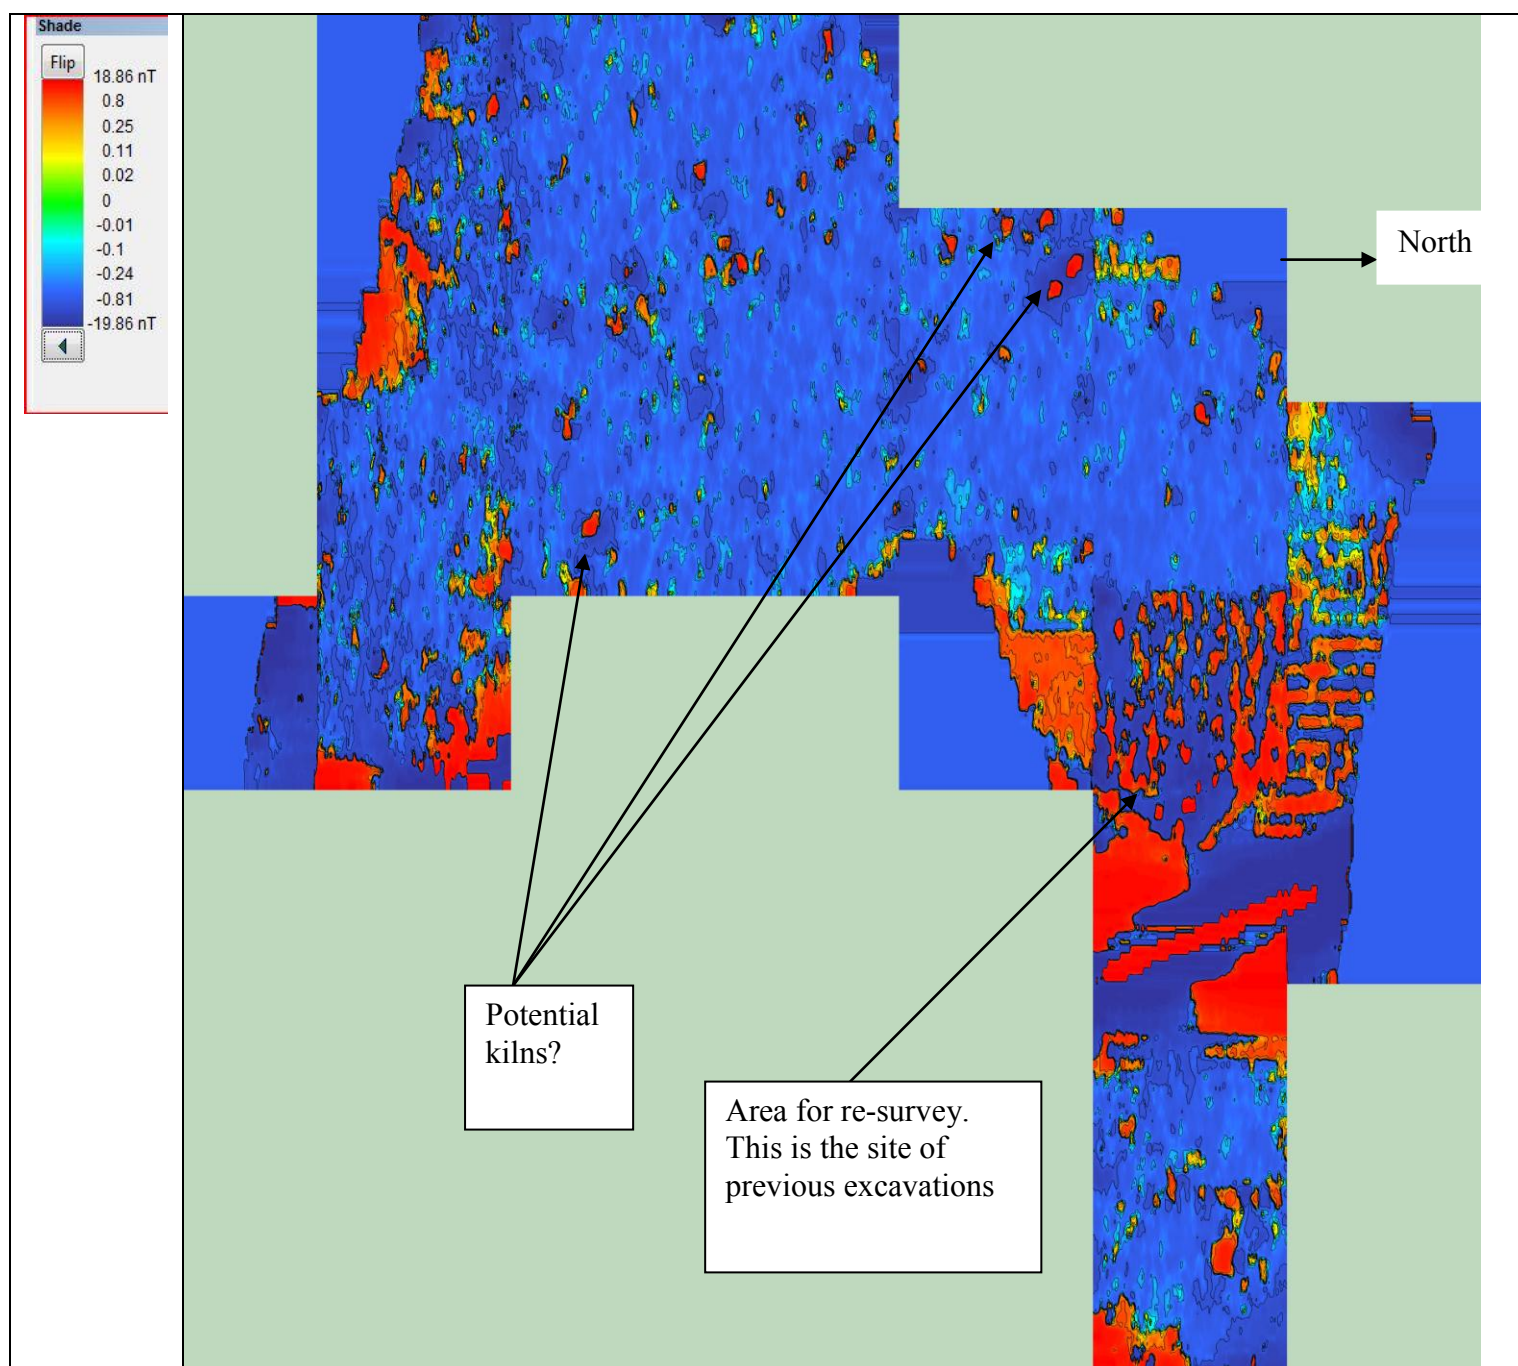 Shade
Flip
18.86 nT
0.8
0.25
0.11
0.02
0
-0.01
-0.1
-0.24
-0.81
-19.86 nT
North
Potential
kilns?
Area for re-survey.
This is the site of
previous excavations